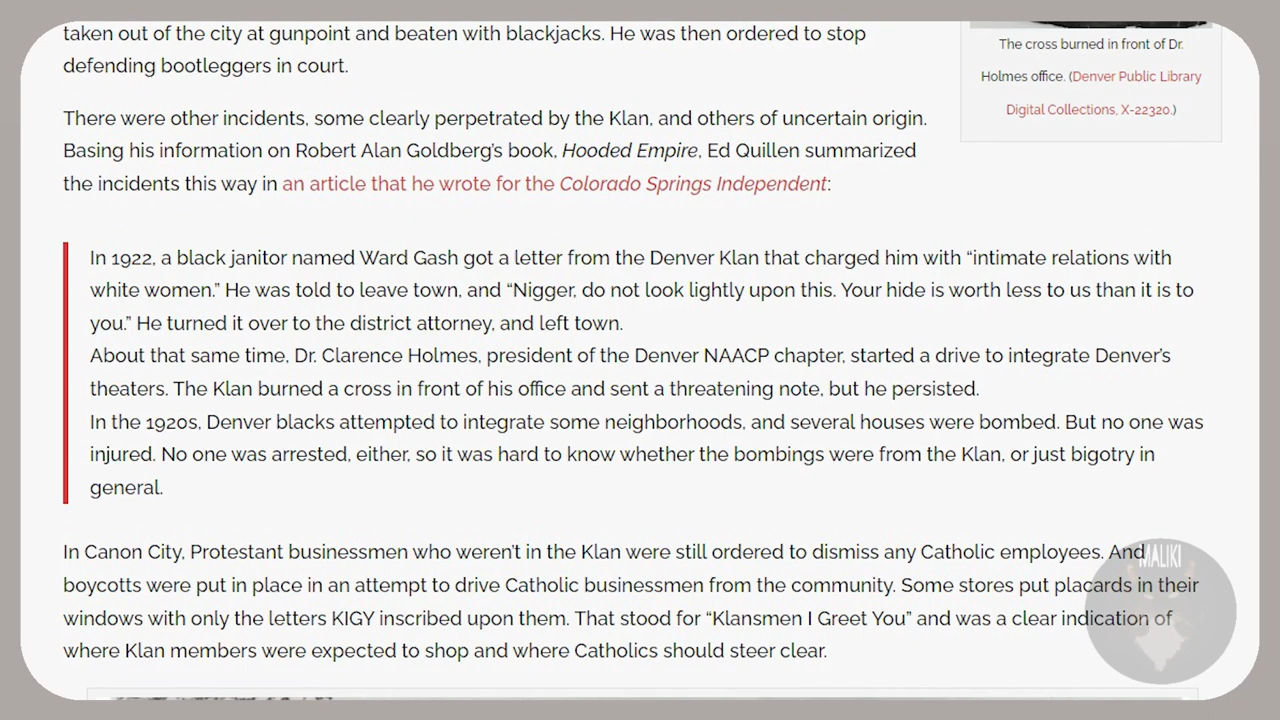 taken out of the city at gunpoint and beaten with blackjacks. He was then ordered to stop
defending bootleggers in court.
The cross burned in front of Dr.
Holmes office. (Denver Public Library
Digital Collections, X-22320.)
There were other incidents, some clearly perpetrated by the Klan, and others of uncertain origin.
Basing his information on Robert Alan Goldberg's book, Hooded Empire, Ed Quillen summarized
the incidents this way in an article that he wrote for the Colorado Springs Independent:
In 1922, a black janitor named Ward Gash got a letter from the Denver Klan that charged him with “intimate relations with
white women.” He was told to leave town, and “Nigger, do not look lightly upon this. Your hide is worth less to us than it is to
you.” He turned it over to the district attorney, and left town.
About that same time, Dr. Clarence Holmes, president of the Denver NAACP chapter, started a drive to integrate Denver's
theaters. The Klan burned a cross in front of his office and sent a threatening note, but he persisted.
In the 1920s, Denver blacks attempted to integrate some neighborhoods, and several houses were bombed. But no one was
injured. No one was arrested, either, so it was hard to know whether the bombings were from the Klan, or just bigotry in
general.
In Canon City, Protestant businessmen who weren't in the Klan were still ordered to dismiss any Catholic employees. And
boycotts were put in place in an attempt to drive Catholic businessmen from the community. Some stores put placards in their
windows with only the letters KIGY inscribed upon them. That stood for “Klansmen I Greet You” and was a clear indication of
where Klan members were expected to shop and where Catholics should steer clear.
MALIKI